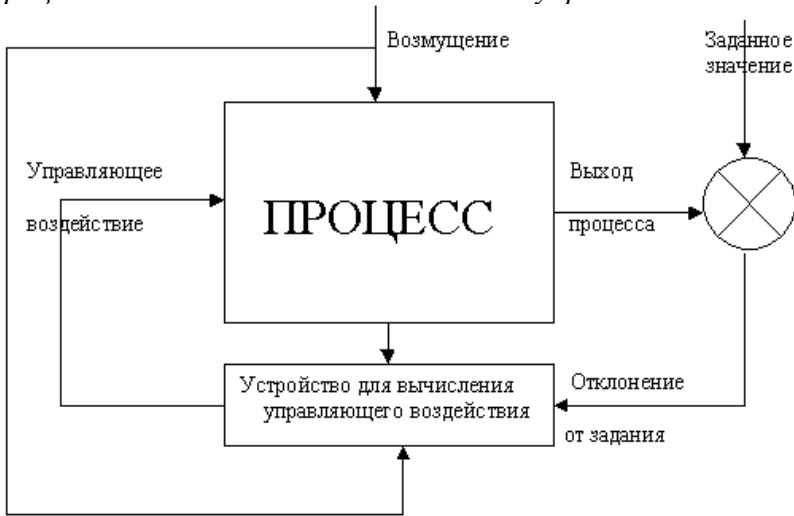 Возмущение
Заданное
значение
Управляющее
воздействие
ПРОЦЕСС
Выход
процесса
Устройство для вычисления
управляющего воздействия
Отклонение
от задания